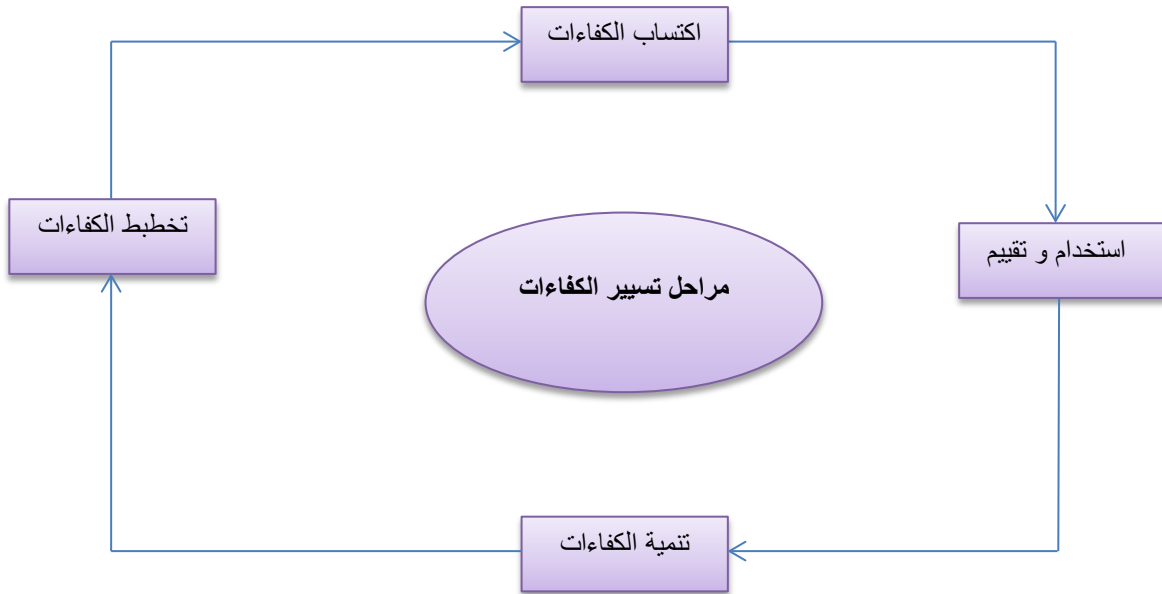 اكتساب الكفاءات
تخطبط الكفاءات
استخدام و تقييم
مراحل تسيير الكفاءات
تنمية الكفاءات